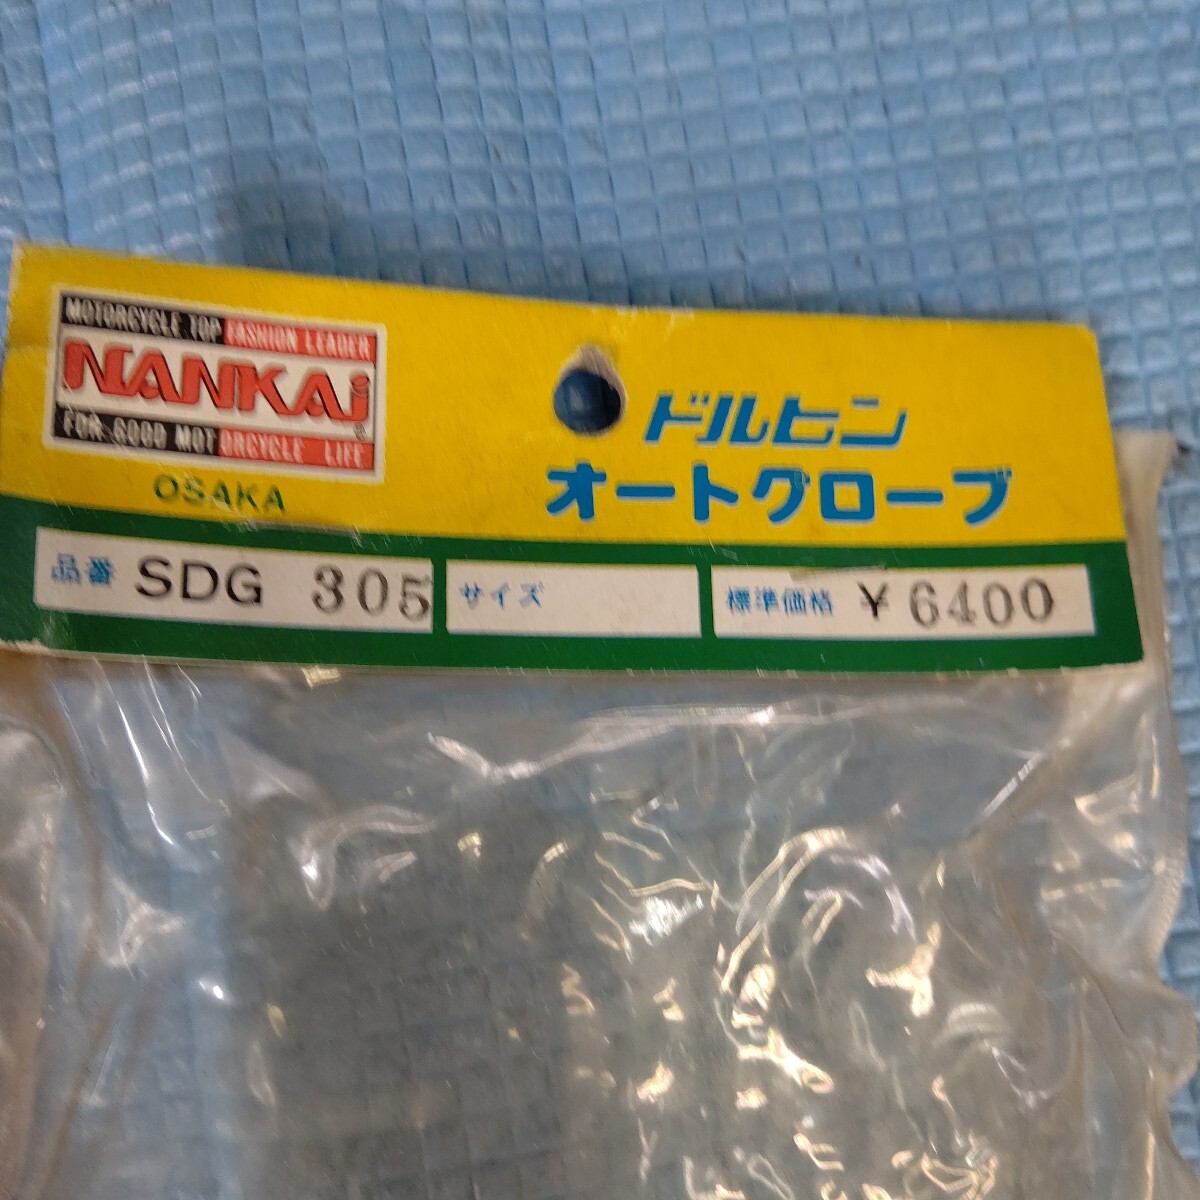 MOTORCYCLE TOP FASHION LEADER
NANKAi
®
FOR GOOD MOTORCYCLE LIFE
OSAKA
ドルヒン
オートグローブ
品番 SDG 305
サイズ
標準価格 ¥6400